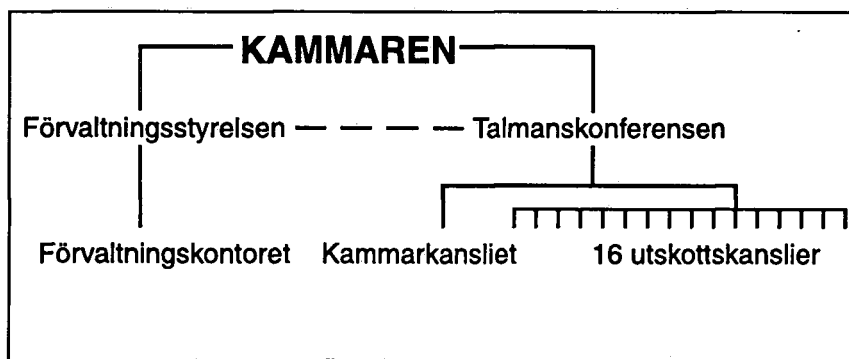 KAMMAREN
Förvaltningsstyrelsen Talmanskonferensen
Förvaltningskontoret Kammarkansliet 16 utskottskanslier